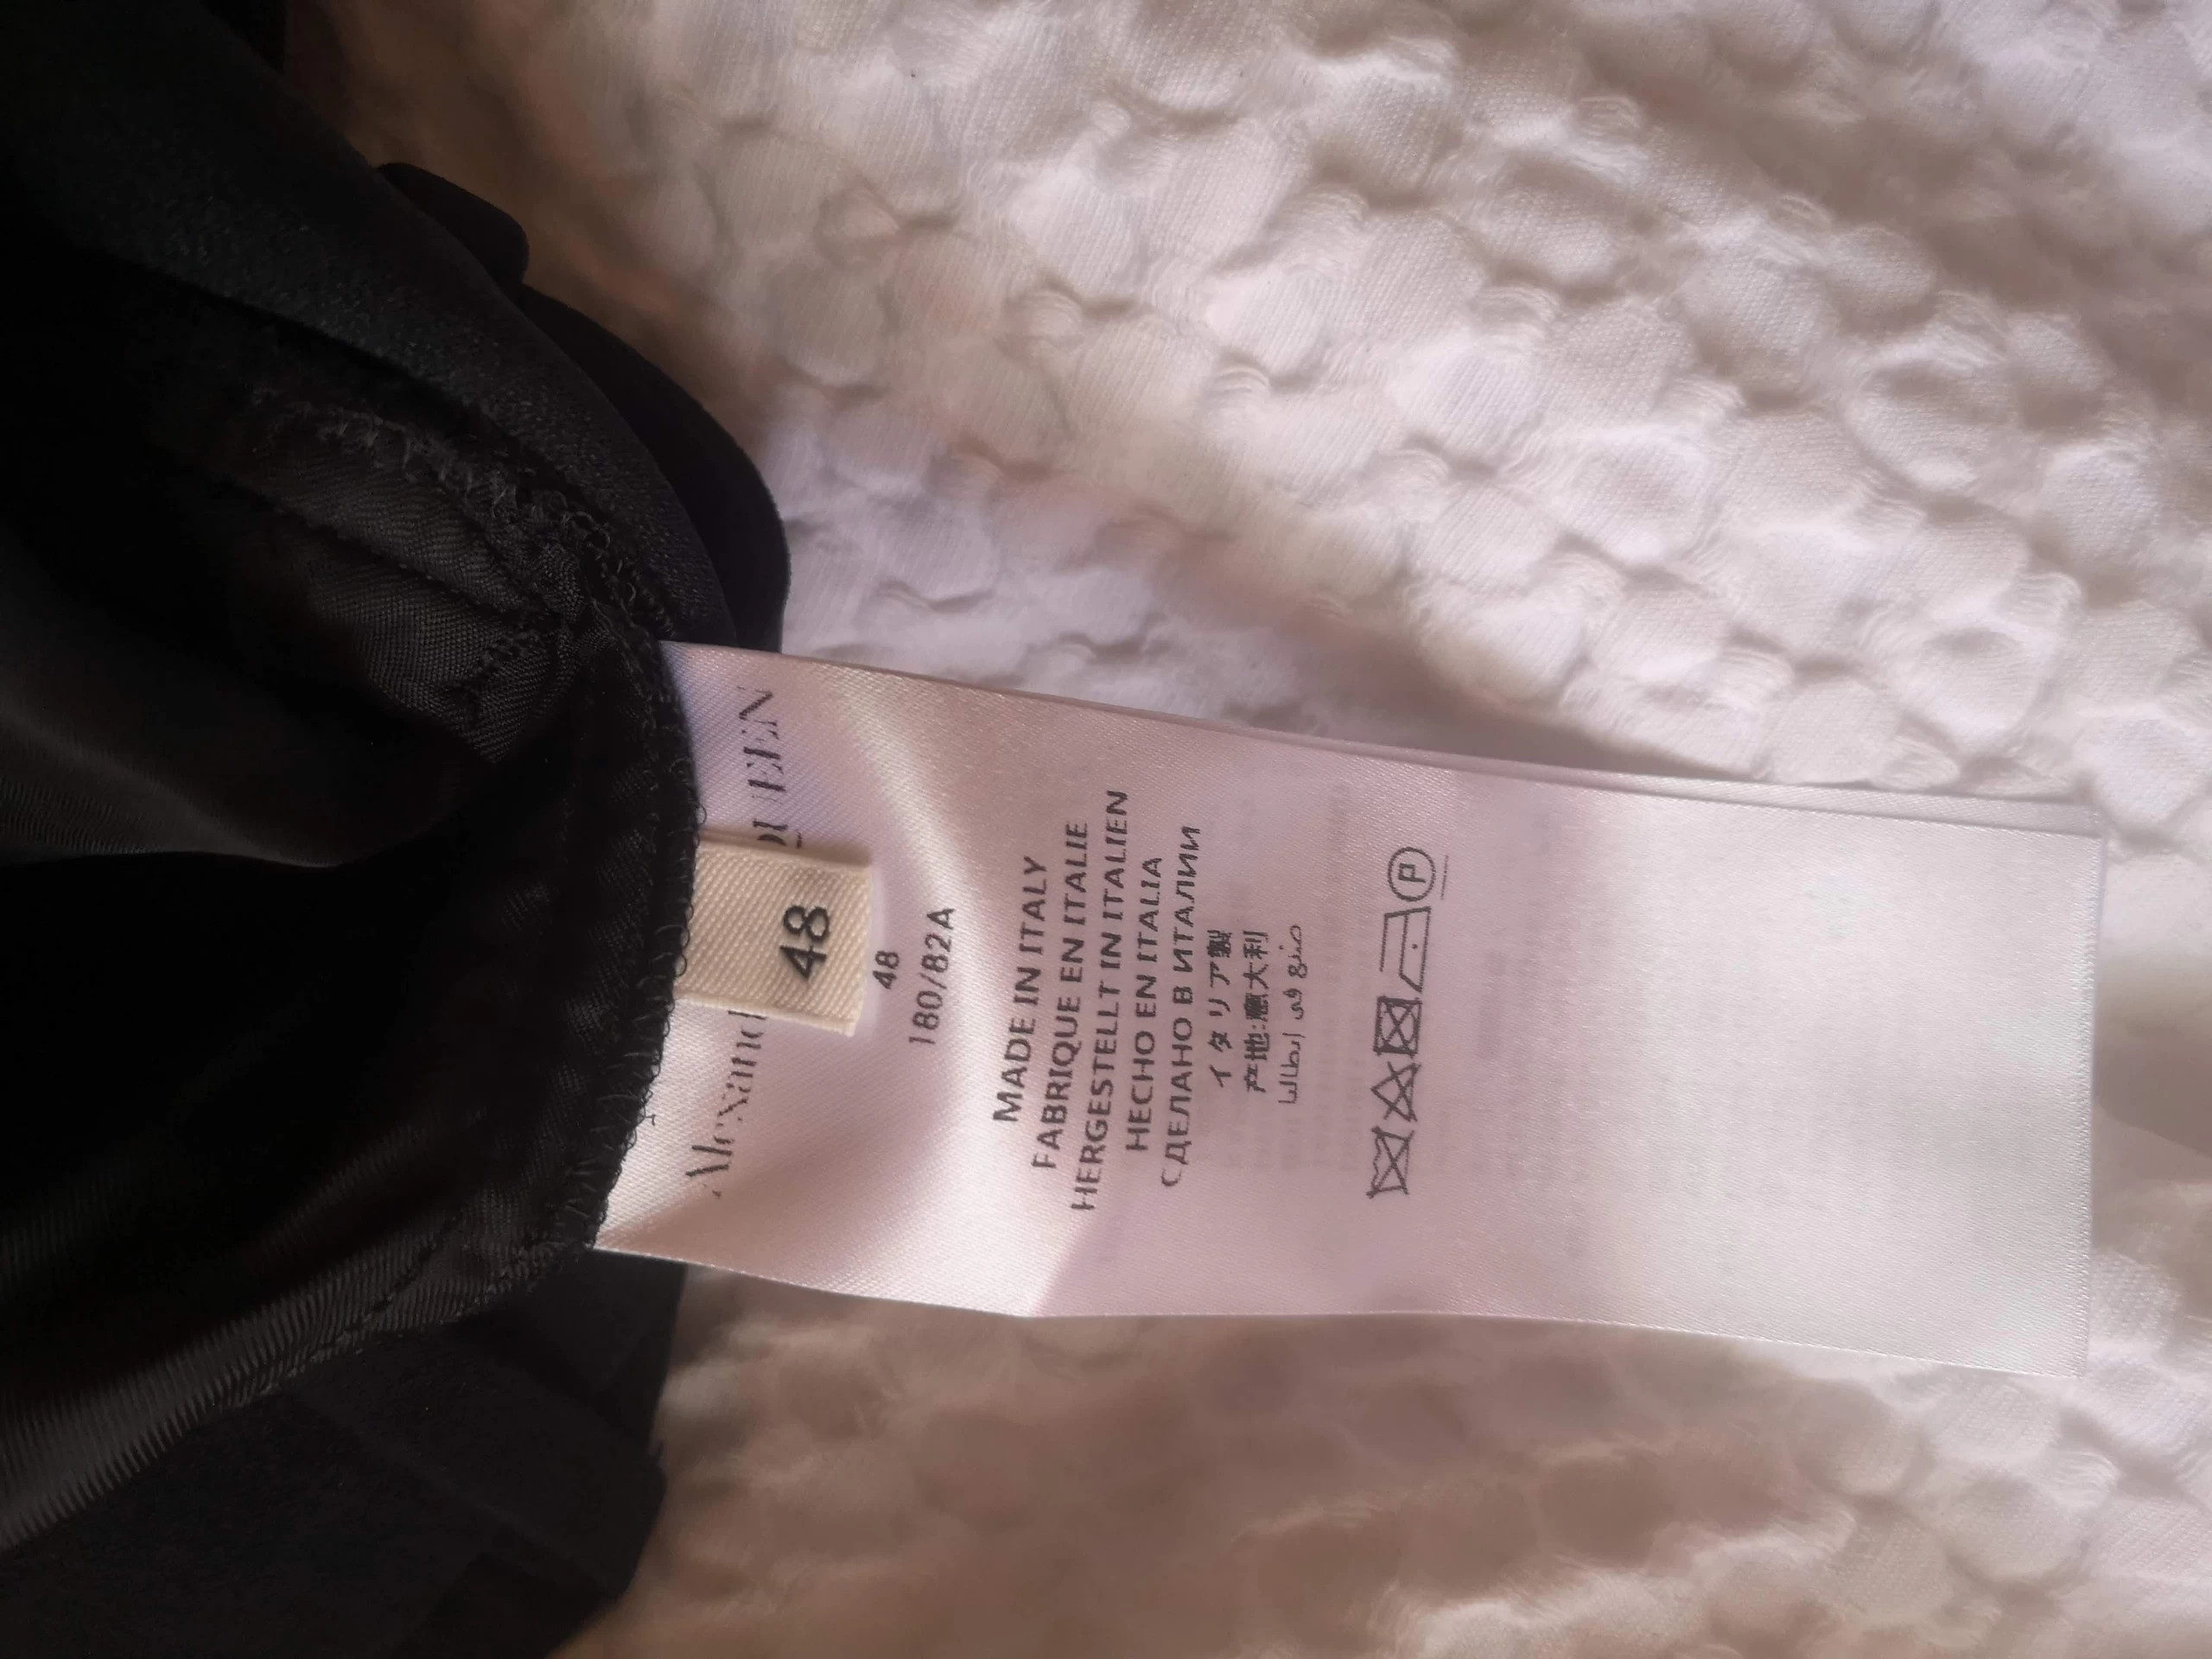 48
48
180/82A
MADE IN ITALY
FABRIQUE EN ITALIE
HERGESTELLT IN ITALIEN
HECHO EN ITALIA
СДЕЛАНО В ИТАЛИИ
イタリア製
产地:意大利
صنع في إيطاليا
P